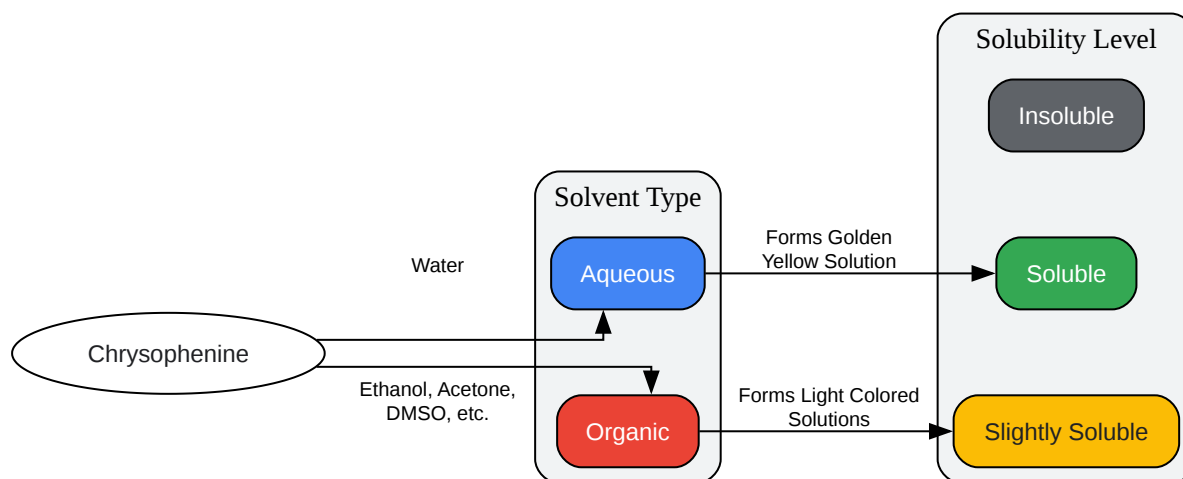 Solubility Level
Insoluble
Solvent Type
Water
Aqueous
Forms Golden
Yellow Solution
Soluble
Chrysophenine
Ethanol, Acetone,
DMSO, etc.
Organic
Forms Light Colored
Solutions
Slightly Soluble